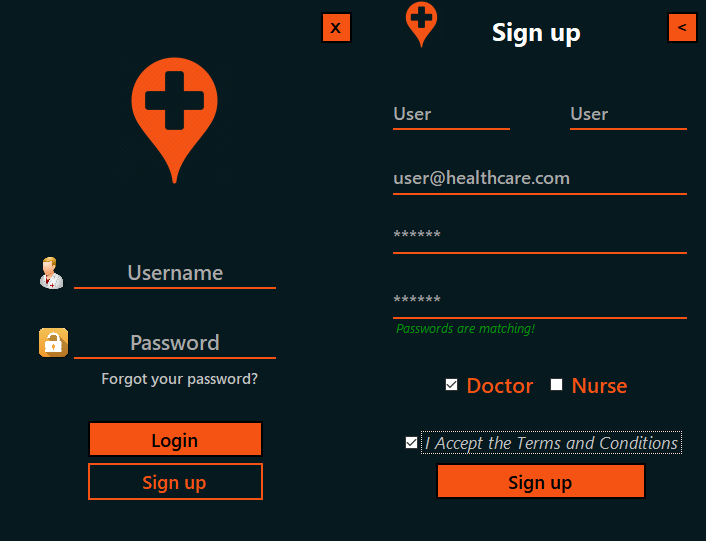 X
Username
Password
Forgot your password?
Login
Sign up
Sign up
<
User
User
user@healthcare.com
******
******
Passwords are matching!
Doctor
Nurse
I Accept the Terms and Conditions
Sign up